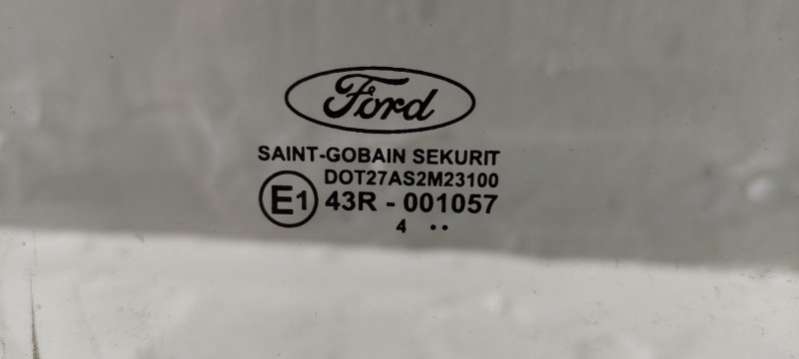 Ford
SAINT-GOBAIN SEKURIT
DOT27AS2M23100
E1 43R - 001057
4 ••